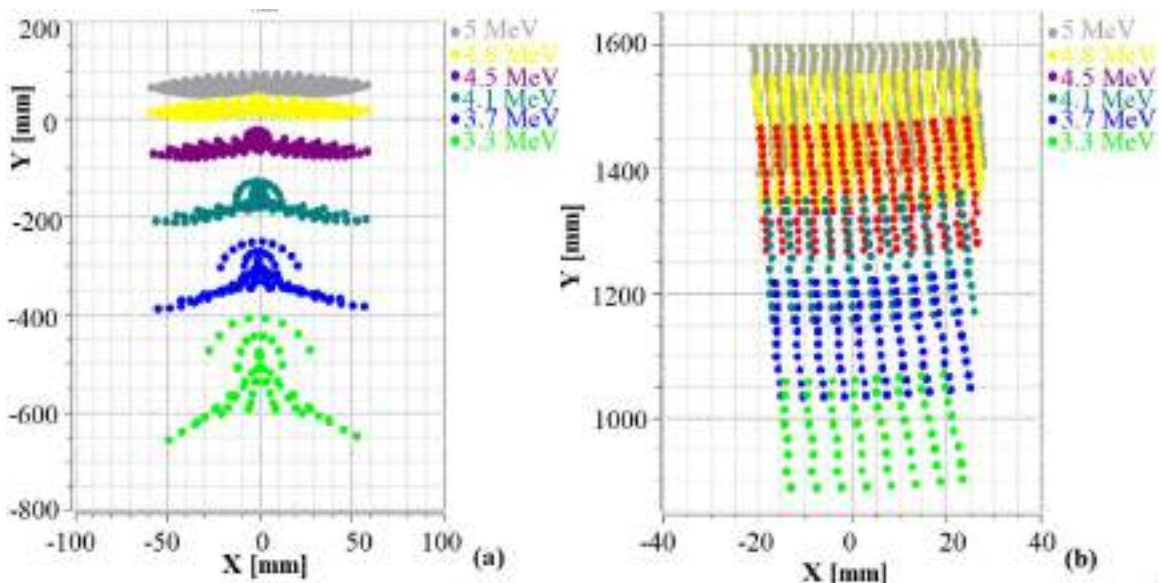 200
0
-200
-400
-600
-800
Y [mm]
-100
-50
0
50
100
X [mm]
(a)
5 MeV
4.8 MeV
4.5 MeV
4.1 MeV
3.7 MeV
3.3 MeV
1600
1400
1200
1000
Y [mm]
-40
-20
0
20
40
X [mm]
(b)
5 MeV
4.8 MeV
4.5 MeV
4.1 MeV
3.7 MeV
3.3 MeV